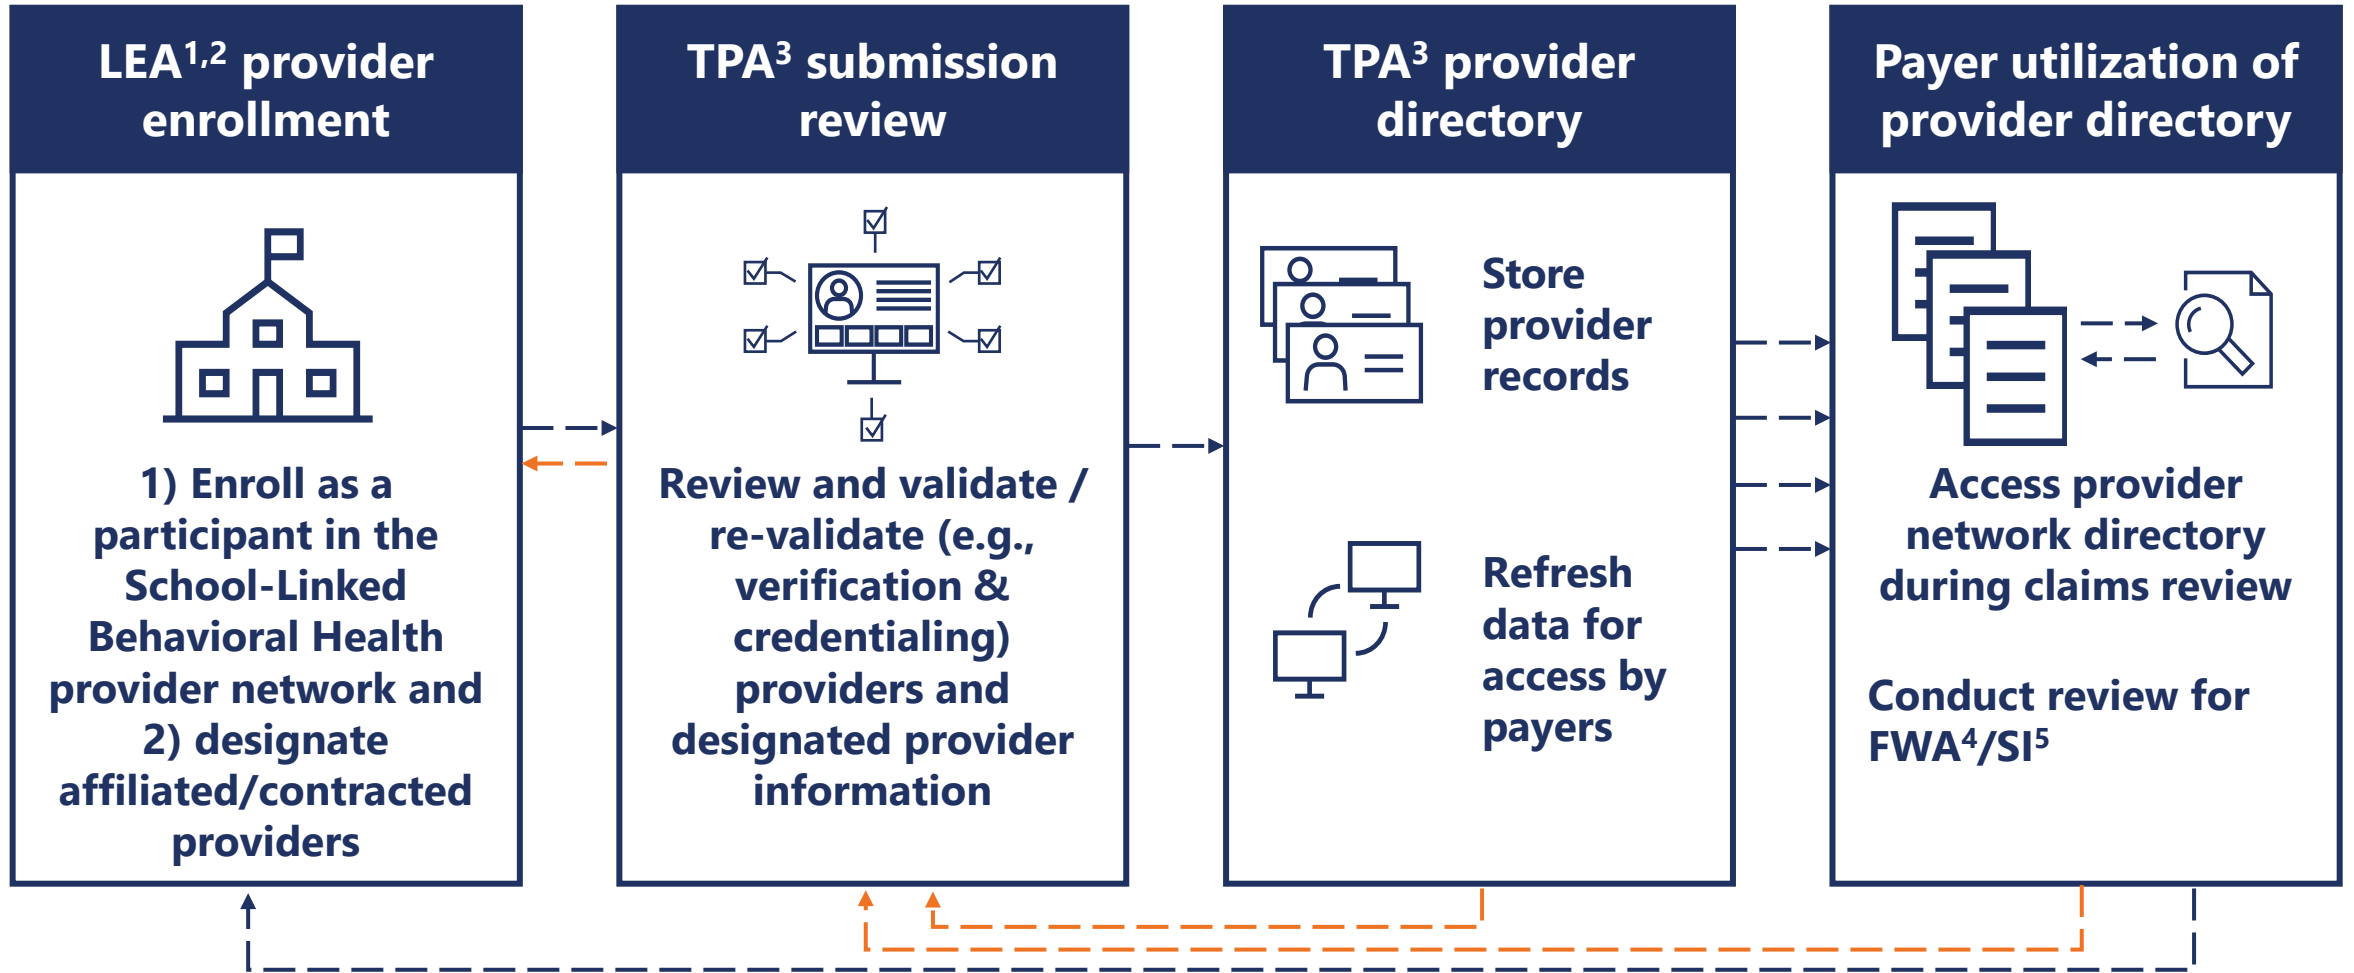 LEA¹,² provider
enrollment
1) Enroll as a
participant in the
School-Linked
Behavioral Health
provider network and
2) designate
affiliated/contracted
providers
TPA³ submission
review
Review and validate /
re-validate (e.g.,
verification &
credentialing)
providers and
designated provider
information
TPA³ provider
directory
Store
provider
records
Refresh
data for
access by
payers
Payer utilization of
provider directory
Access provider
network directory
during claims review
Conduct review for
FWA⁴/SI⁵